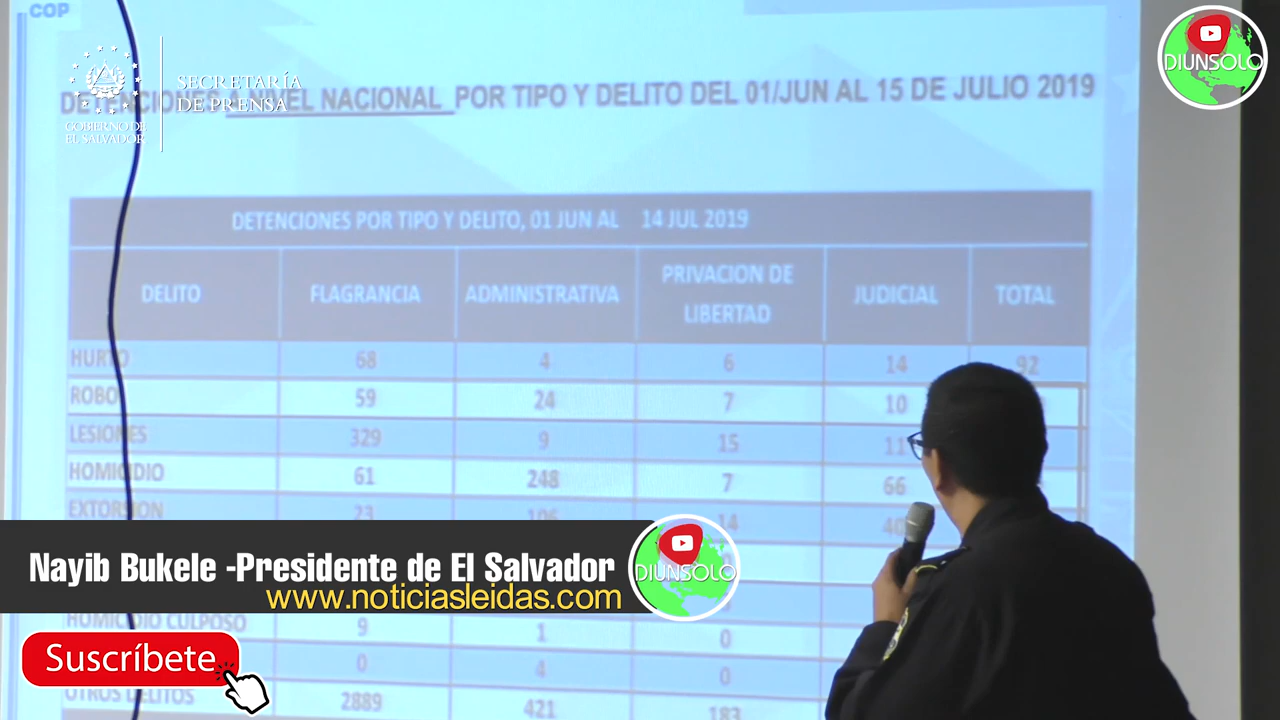 COP
SECRETARÍA
DE PRENSA
GOBIERNO DE
EL SALVADOR
DIUNSOLO
NACIONAL POR TIPO Y DELITO DEL 01/JUN AL 15 DE JULIO 2019
DETENCIONES POR TIPO Y DELITO, 01 JUN AL 14 JUL 2019
DELITO FLAGRANCIA ADMINISTRATIVA PRIVACION DE LIBERTAD JUDICIAL TOTAL
HURTO 68 4 6 14 92
ROBO 59 24 7 10
LESIONES 329 9 15 11
HOMICIDIO 61 248 7 66
EXTORSION 23 106 14
Nayib Bukele -Presidente de El Salvador
www.noticiasleidas.com
DIUNSOLO
HOMICIDIO CULPOSO 9 1 0
Suscríbete
0 4 0
OTROS DELITOS 2889 421 183